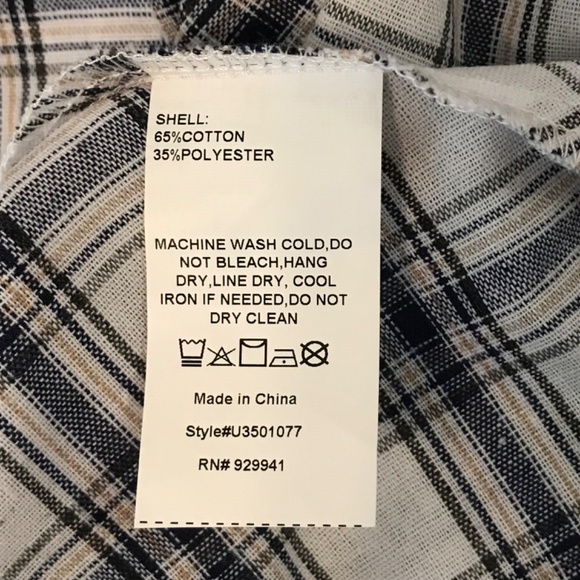 SHELL:
65%COTTON
35%POLYESTER
MACHINE WASH COLD,DO
NOT BLEACH,HANG
DRY,LINE DRY, COOL
IRON IF NEEDED,DO NOT
DRY CLEAN
Made in China
Style#U3501077
RN# 929941